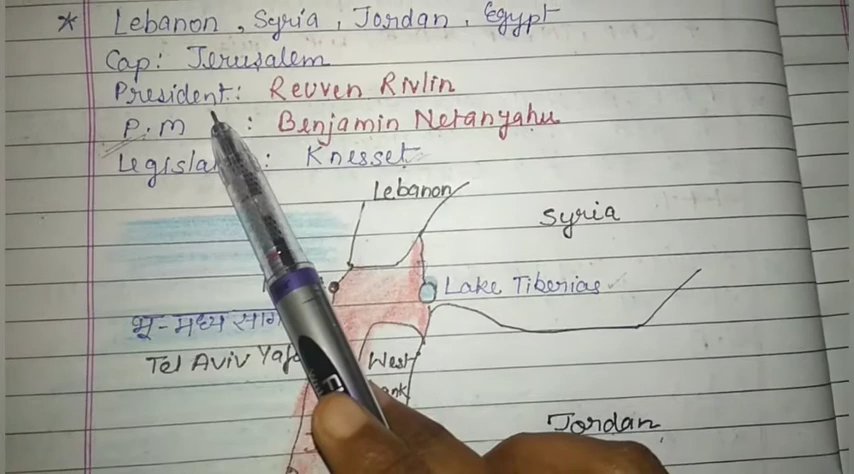 * Lebanon, Syria, Jordan, Egypt
Cap: Jerusalem
President: Reuven Rivlin
P.M : Benjamin Netanyahu
: Knesset
Lebanon
Syria
Lake Tiberias
भू-मध्य
Tel Aviv
West
Jordan